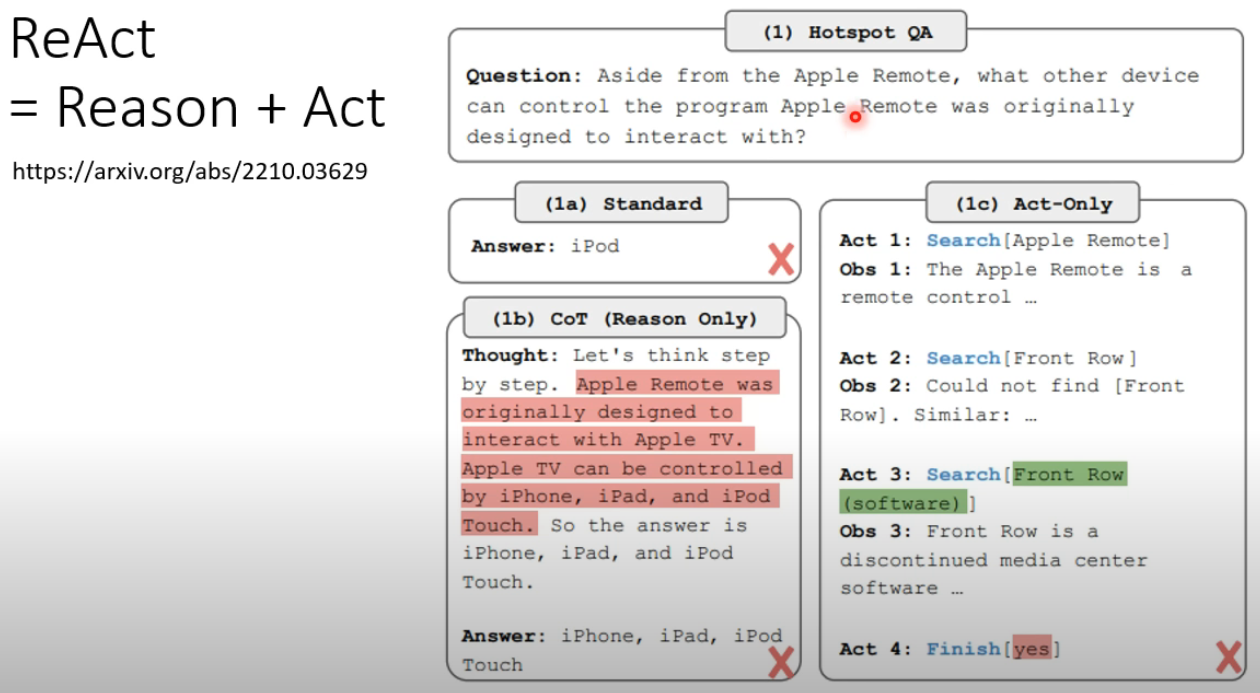 ReAct
= Reason + Act
https://arxiv.org/abs/2210.03629
(1) Hotspot QA
Question: Aside from the Apple Remote, what other device
can control the program Apple Remote was originally
designed to interact with?
(1a) Standard
Answer: iPod
(1b) CoT (Reason Only)
Thought: Let's think step
by step. Apple Remote was
originally designed to
interact with Apple TV.
Apple TV can be controlled
by iPhone, iPad, and iPod
Touch. So the answer is
iPhone, iPad, and iPod
Touch.
Answer: iPhone, iPad, iPod
Touch
(1c) Act-Only
Act 1: Search[Apple Remote]
Obs 1: The Apple Remote is a
remote control …
Act 2: Search[Front Row]
Obs 2: Could not find [Front
Row]. Similar: …
Act 3: Search[Front Row
(software)]
Obs 3: Front Row is a
discontinued media center
software …
Act 4: Finish[yes]